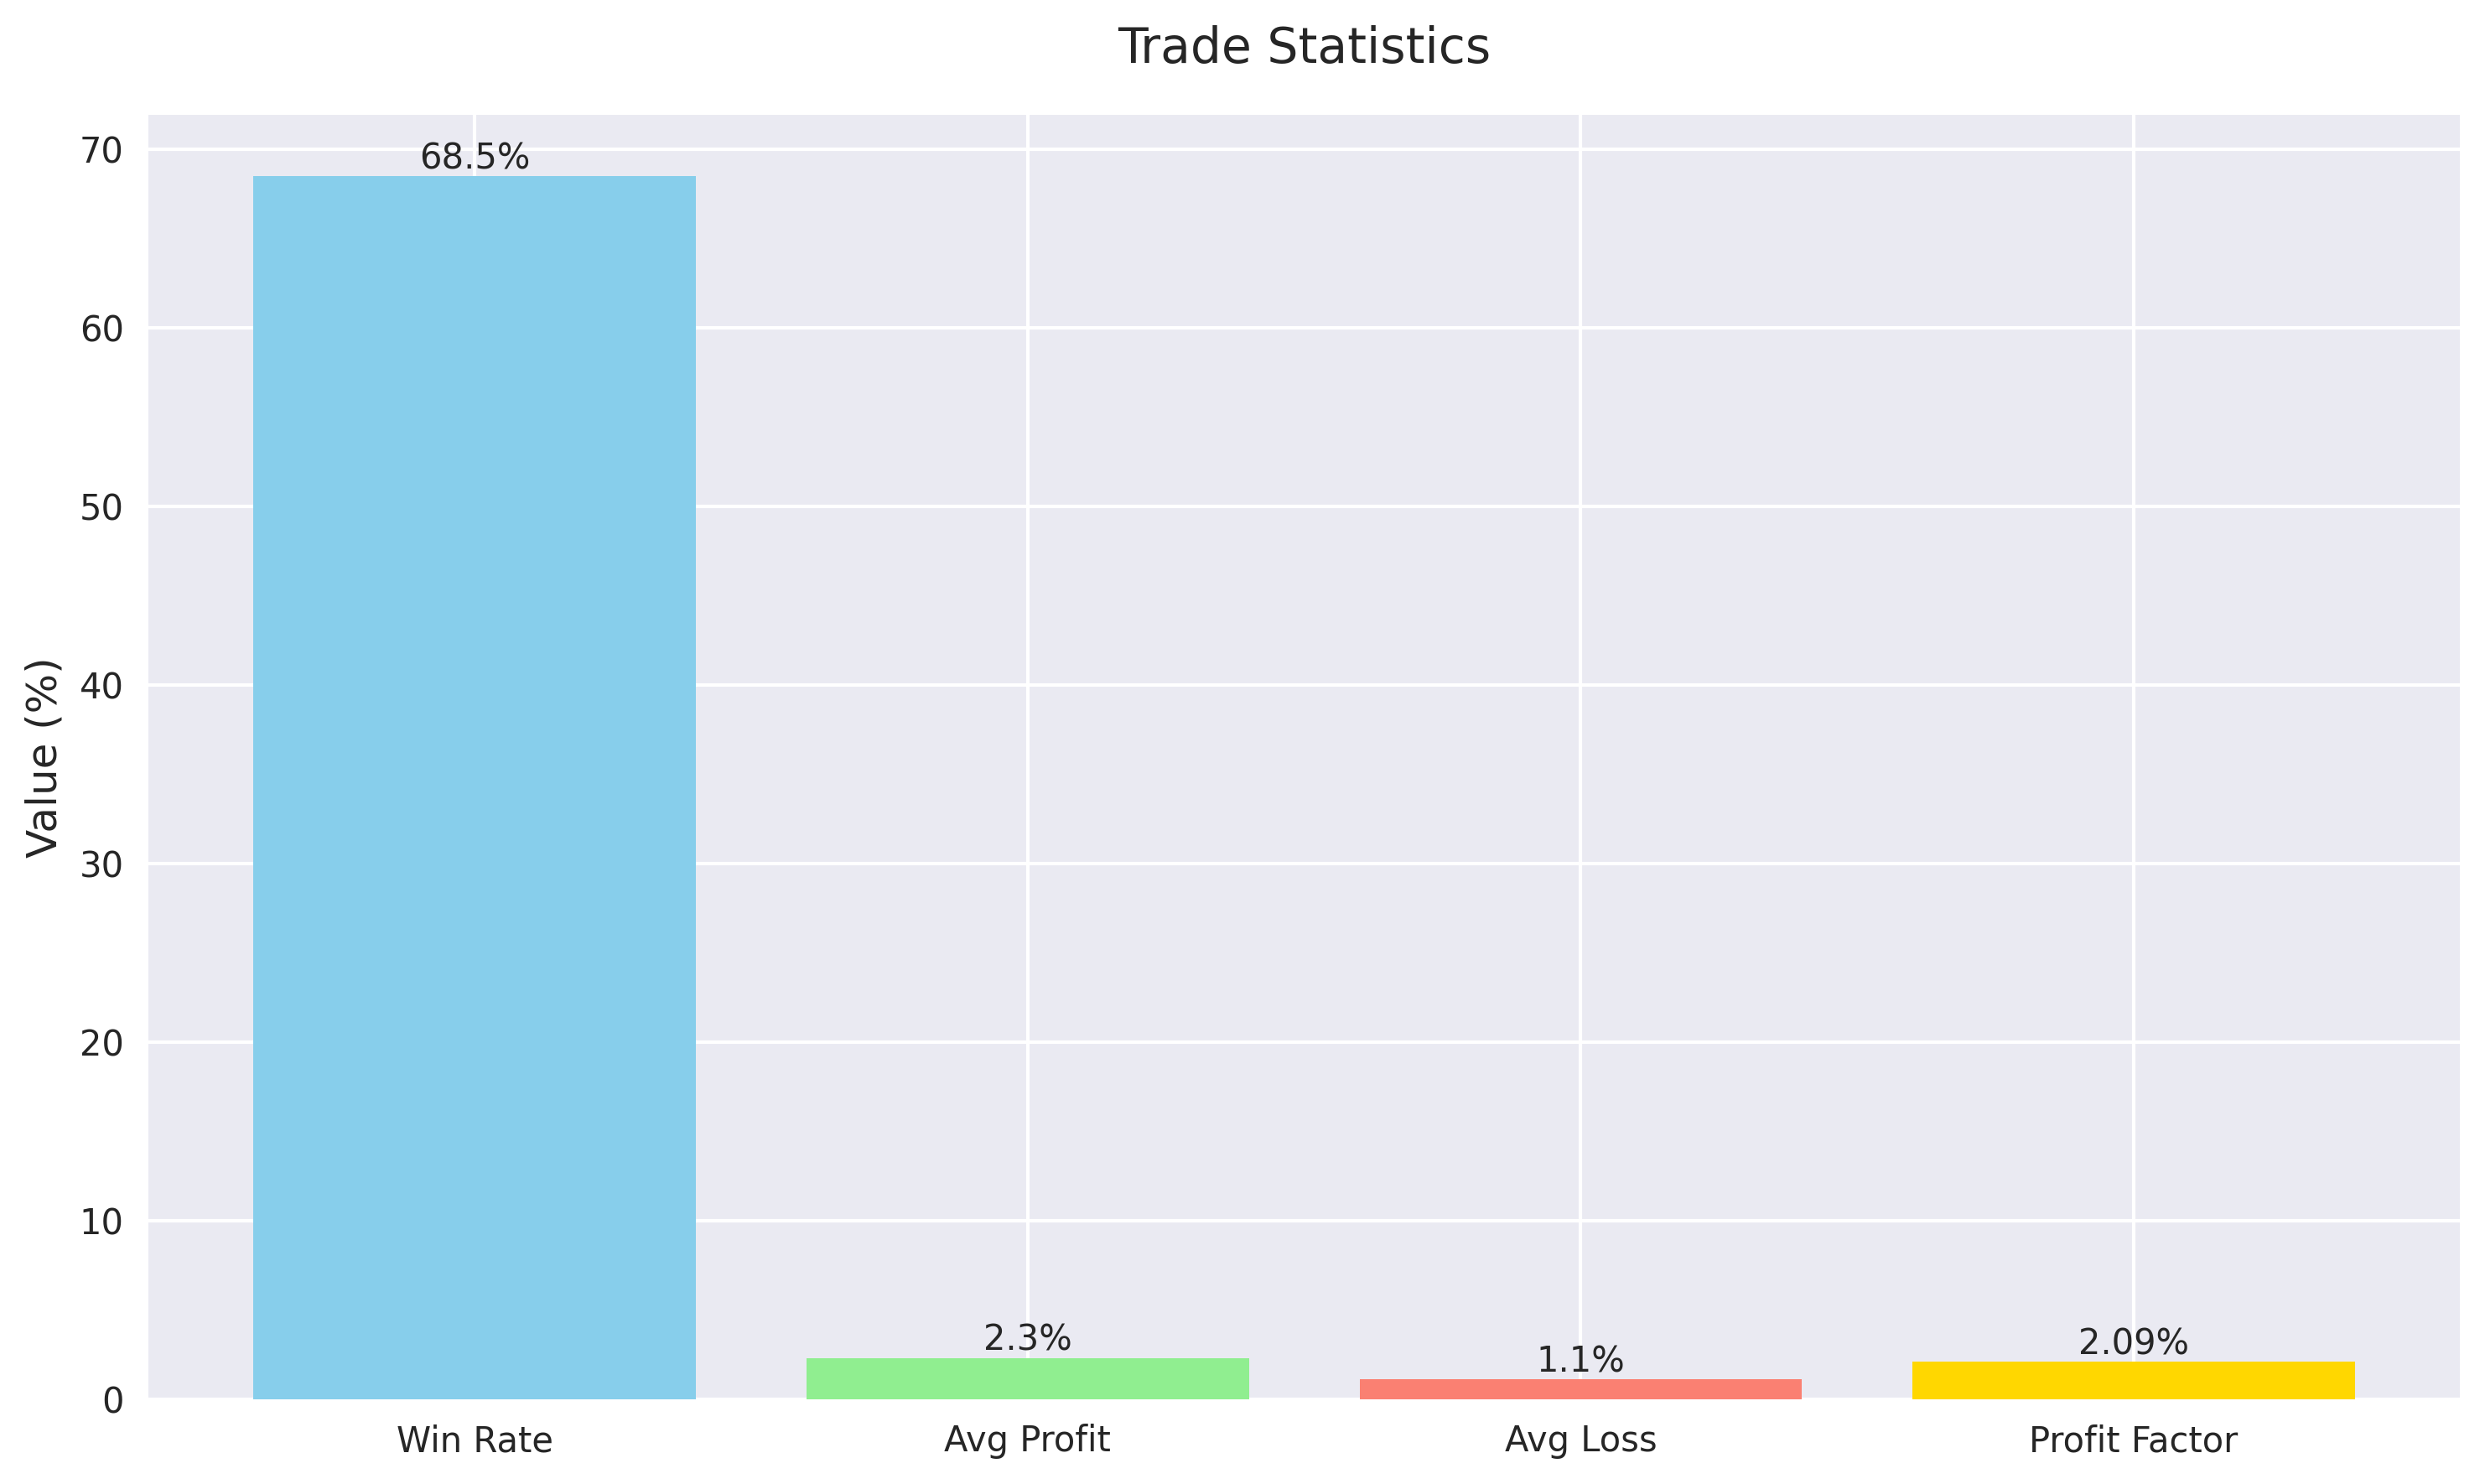 Trade Statistics
Value (%)
70
60
50
40
30
20
10
0
68.5%
2.3%
1.1%
2.09%
Win Rate
Avg Profit
Avg Loss
Profit Factor